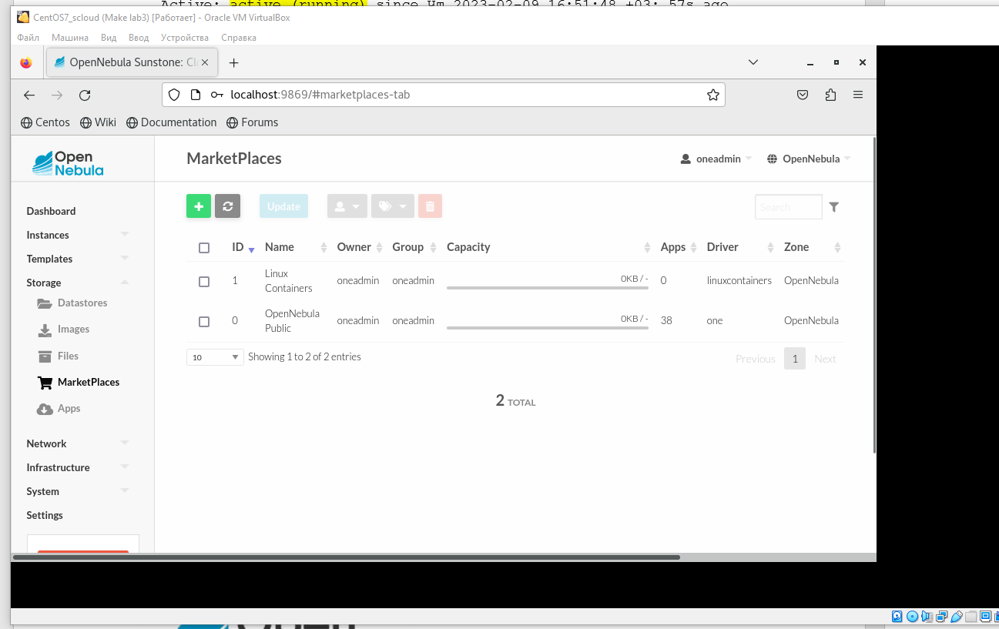 Active: active (running) since Чт 2023-02-09 16:51:48 +03; 57s ago
CentOS7_scloud (Make lab3) [Работает] - Oracle VM VirtualBox
Файл Машина Вид Ввод Устройства Справка
OpenNebula Sunstone: Clo
localhost:9869/#marketplaces-tab
Centos Wiki Documentation Forums
Open
Nebula
MarketPlaces
oneadmin OpenNebula
Dashboard
Instances
Templates
Storage
Datastores
Images
Files
MarketPlaces
Apps
Network
Infrastructure
System
Settings
Update
Search
ID Name Owner Group Capacity Apps Driver Zone
1 Linux Containers oneadmin oneadmin 0KB / - 0 linuxcontainers OpenNebula
0 OpenNebula Public oneadmin oneadmin 0KB / - 38 one OpenNebula
10 Showing 1 to 2 of 2 entries
Previous 1 Next
2 TOTAL
Open